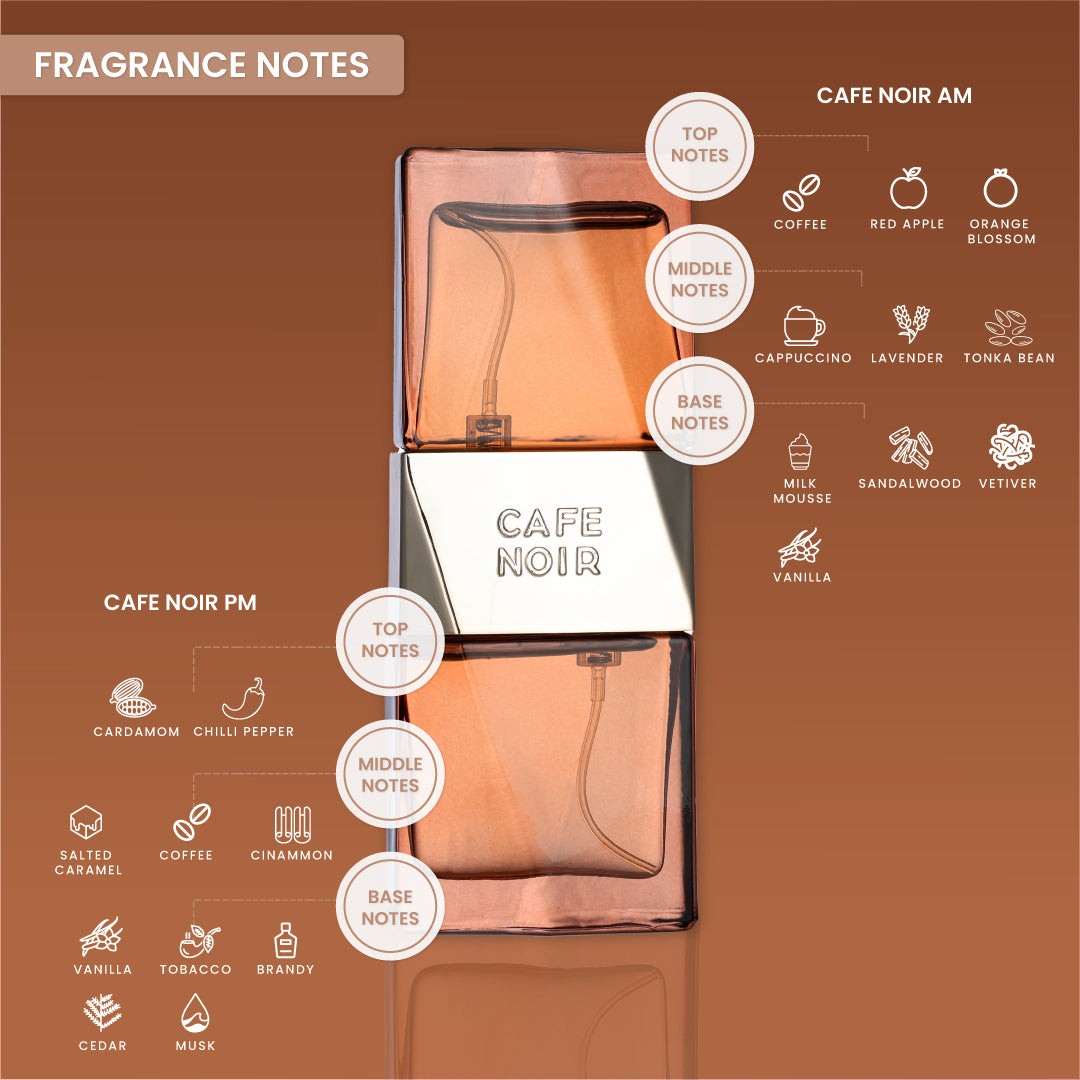 FRAGRANCE NOTES
CAFE NOIR AM
TOP
NOTES
COFFEE
RED APPLE
ORANGE
BLOSSOM
MIDDLE
NOTES
CAPPUCCINO
LAVENDER
TONKA BEAN
BASE
NOTES
MILK
MOUSSE
SANDALWOOD
VETIVER
VANILLA
CAFE
NOIR
CAFE NOIR PM
TOP
NOTES
CARDAMOM
CHILLI PEPPER
MIDDLE
NOTES
SALTED
CARAMEL
COFFEE
CINAMMON
BASE
NOTES
VANILLA
TOBACCO
BRANDY
CEDAR
MUSK